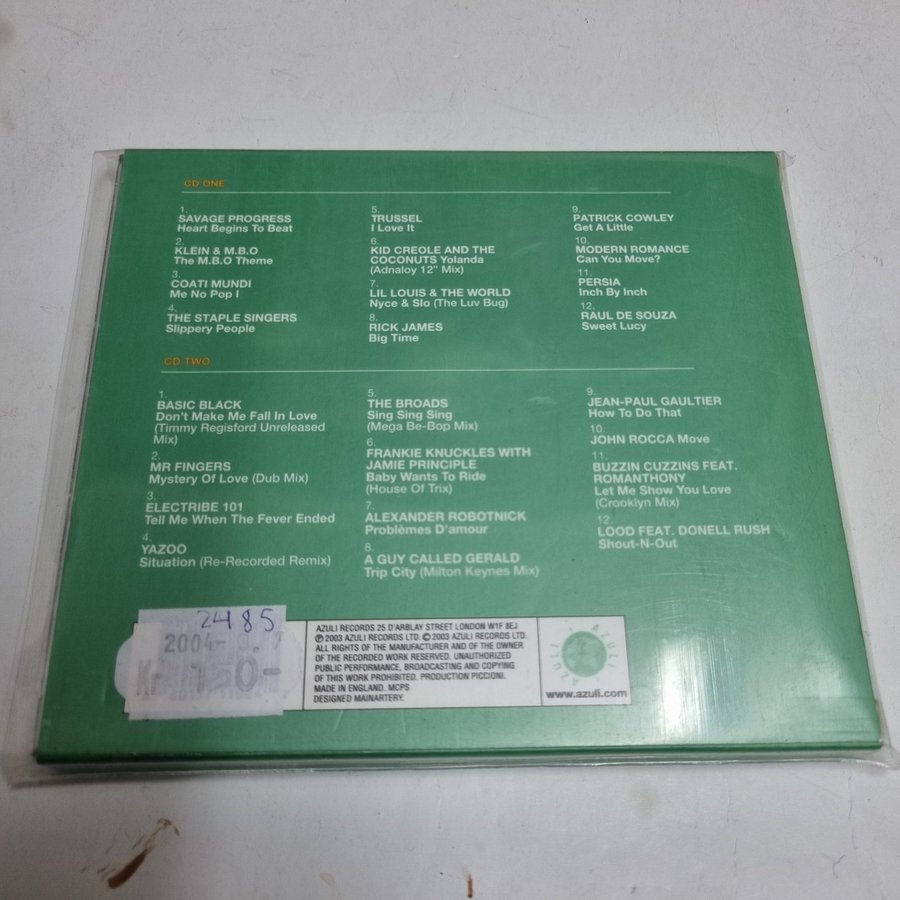 CD ONE
1.
SAVAGE PROGRESS
Heart Begins To Beat
2.
KLEIN & M.B.O
The M.B.O Theme
3.
COATI MUNDI
Me No Pop I
4.
THE STAPLE SINGERS
Slippery People
5.
TRUSSEL
I Love It
6.
KID CREOLE AND THE
COCONUTS Yolanda
(Adnaloy 12" Mix)
7.
LIL LOUIS & THE WORLD
Nyce & Slo (The Luv Bug)
8.
RICK JAMES
Big Time
9.
PATRICK COWLEY
Get A Little
10.
MODERN ROMANCE
Can You Move?
11.
PERSIA
Inch By Inch
12.
RAUL DE SOUZA
Sweet Lucy
CD TWO
1.
BASIC BLACK
Don't Make Me Fall In Love
(Timmy Regisford Unreleased
Mix)
2.
MR FINGERS
Mystery Of Love (Dub Mix)
3.
ELECTRIBE 101
Tell Me When The Fever Ended
4.
YAZOO
Situation (Re-Recorded Remix)
5.
THE BROADS
Sing Sing Sing
(Mega Be-Bop Mix)
6.
FRANKIE KNUCKLES WITH
JAMIE PRINCIPLE
Baby Wants To Ride
(House Of Trix)
7.
ALEXANDER ROBOTNICK
Problèmes D'amour
8.
A GUY CALLED GERALD
Trip City (Milton Keynes Mix)
9.
JEAN-PAUL GAULTIER
How To Do That
10.
JOHN ROCCA Move
11.
BUZZIN CUZZINS FEAT.
ROMANTHONY
Let Me Show You Love
(Crooklyn Mix)
12
LOOD FEAT. DONELL RUSH
Shout-N-Out
2485
2004-
Kr
AZULI RECORDS 25 D'ARBLAY STREET LONDON W1F 8EJ
℗ 2003 AZULI RECORDS LTD. © 2003 AZULI RECORDS LTD.
ALL RIGHTS OF THE MANUFACTURER AND OF THE OWNER
OF THE RECORDED WORK RESERVED. UNAUTHORIZED
PUBLIC PERFORMANCE, BROADCASTING AND COPYING
OF THIS WORK PROHIBITED. PRODUCTION PICCIONI.
MADE IN ENGLAND. MCPS
DESIGNED MAINARTERY.
AZULI
AZULI
www.azuli.com